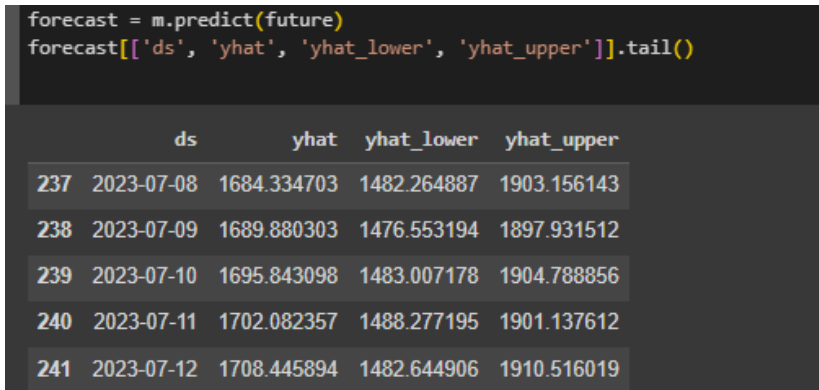 forecast = m.predict(future)
forecast[['ds', 'yhat', 'yhat_lower', 'yhat_upper']].tail()
ds yhat yhat_lower yhat_upper
237 2023-07-08 1684.334703 1482.264887 1903.156143
238 2023-07-09 1689.880303 1476.553194 1897.931512
239 2023-07-10 1695.843098 1483.007178 1904.788856
240 2023-07-11 1702.082357 1488.277195 1901.137612
241 2023-07-12 1708.445894 1482.644906 1910.516019